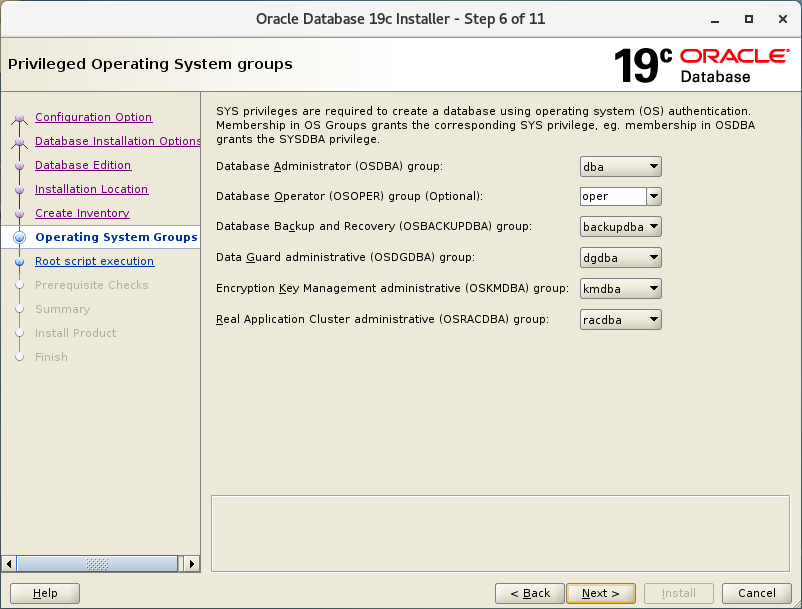 Oracle Database 19c Installer - Step 6 of 11
Privileged Operating System groups
19c ORACLE
Database
Configuration Option
Database Installation Options
Database Edition
Installation Location
Create Inventory
Operating System Groups
Root script execution
Prerequisite Checks
Summary
Install Product
Finish
SYS privileges are required to create a database using operating system (OS) authentication.
Membership in OS Groups grants the corresponding SYS privilege, eg. membership in OSDBA
grants the SYSDBA privilege.
Database Administrator (OSDBA) group: dba
Database Operator (OSOPER) group (Optional): oper
Database Backup and Recovery (OSBACKUPDBA) group: backupdba
Data Guard administrative (OSDGDBA) group: dgdba
Encryption Key Management administrative (OSKMDBA) group: kmdba
Real Application Cluster administrative (OSRACDBA) group: racdba
Help
< Back
Next >
Install
Cancel